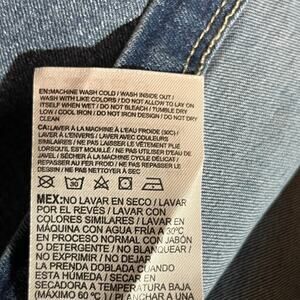 EN:MACHINE WASH COLD / WASH INSIDE OUT /
WASH WITH LIKE COLORS / DO NOT ALLOW TO LAY ON
ITSELF WHEN WET / DO NOT BLEACH / TUMBLE DRY
LOW / COOL IRON / DO NOT IRON DESIGN / DO NOT DRY
CLEAN
CA:LAVER À LA MACHINE À L'EAU FROIDE (30C) /
LAVER À L'ENVERS / LAVER AVEC COULEURS
SIMILAIRES / NE PAS LAISSER LE VÊTEMENT PLIÉ
LORSQU'IL EST MOUILLÉ / NE PAS UTILISER D'EAU
DE JAVEL / SÉCHER À LA MACHINE CYCLE DÉLICAT /
REPASSER À FROID / NE PAS REPASSER SUR LE
DESSIN / NE PAS NETTOYER À SEC
30
MEX:NO LAVAR EN SECO / LAVAR
POR EL REVÉS / LAVAR CON
COLORES SIMILARES / LAVAR EN
MÁQUINA CON AGUA FRÍA A 30ºC
EN PROCESO NORMAL CON JABÓN
O DETERGENTE / NO BLANQUEAR /
NO EXPRIMIR / NO DEJAR
LA PRENDA DOBLADA CUANDO
ESTÁ HÚMEDA / SECAR EN
SECADORA A TEMPERATURA BAJA
(MÁXIMO 60 ºC) /